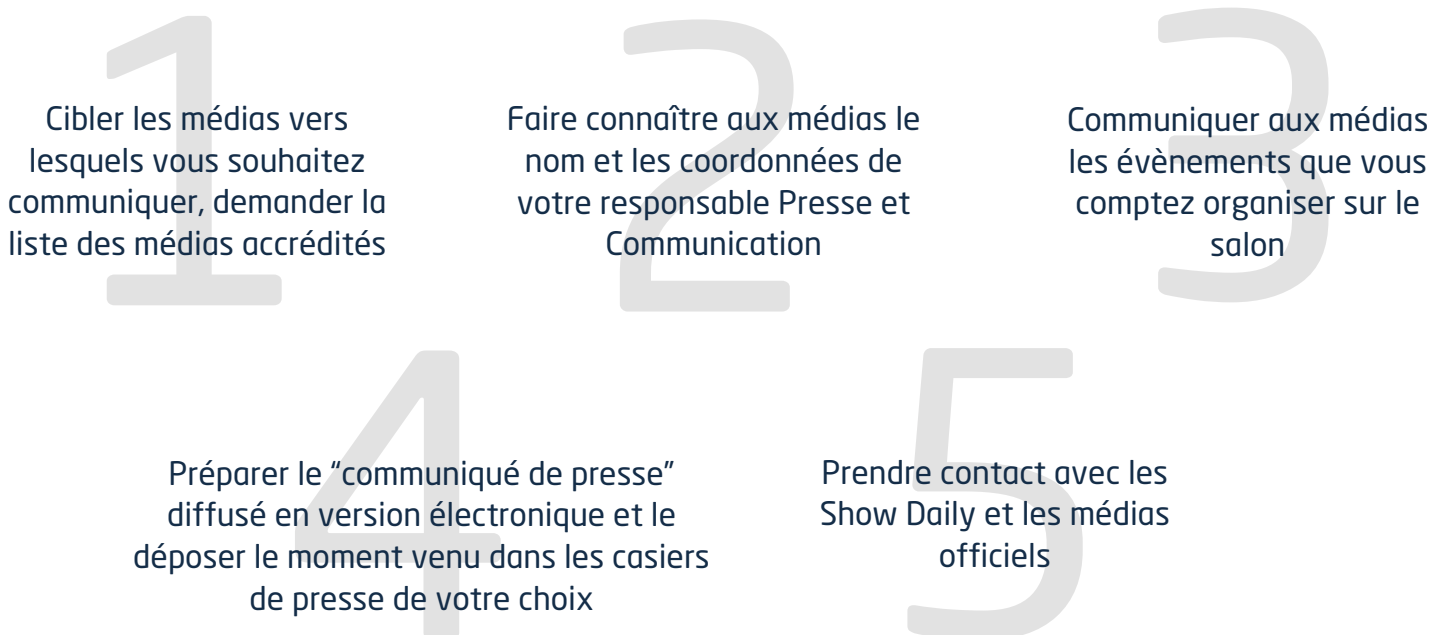 1
Cibler les médias vers
lesquels vous souhaitez
communiquer, demander la
liste des médias accrédités
2
Faire connaître aux médias le
nom et les coordonnées de
votre responsable Presse et
Communication
3
Communiquer aux médias
les évènements que vous
comptez organiser sur le
salon
4
Préparer le “communiqué de presse”
diffusé en version électronique et le
déposer le moment venu dans les casiers
de presse de votre choix
5
Prendre contact avec les
Show Daily et les médias
officiels